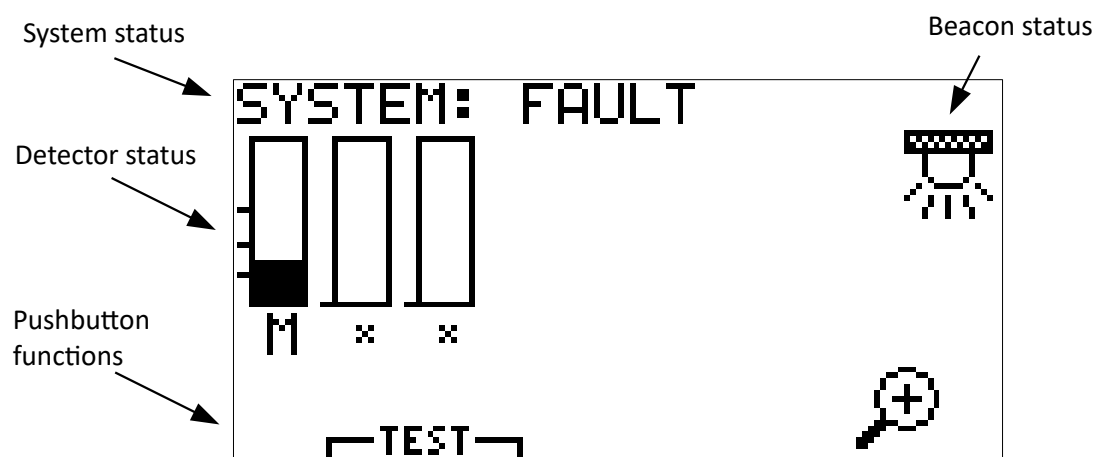 System status
Beacon status
SYSTEM: FAULT
Detector status
M × ×
Pushbutton
functions
TEST